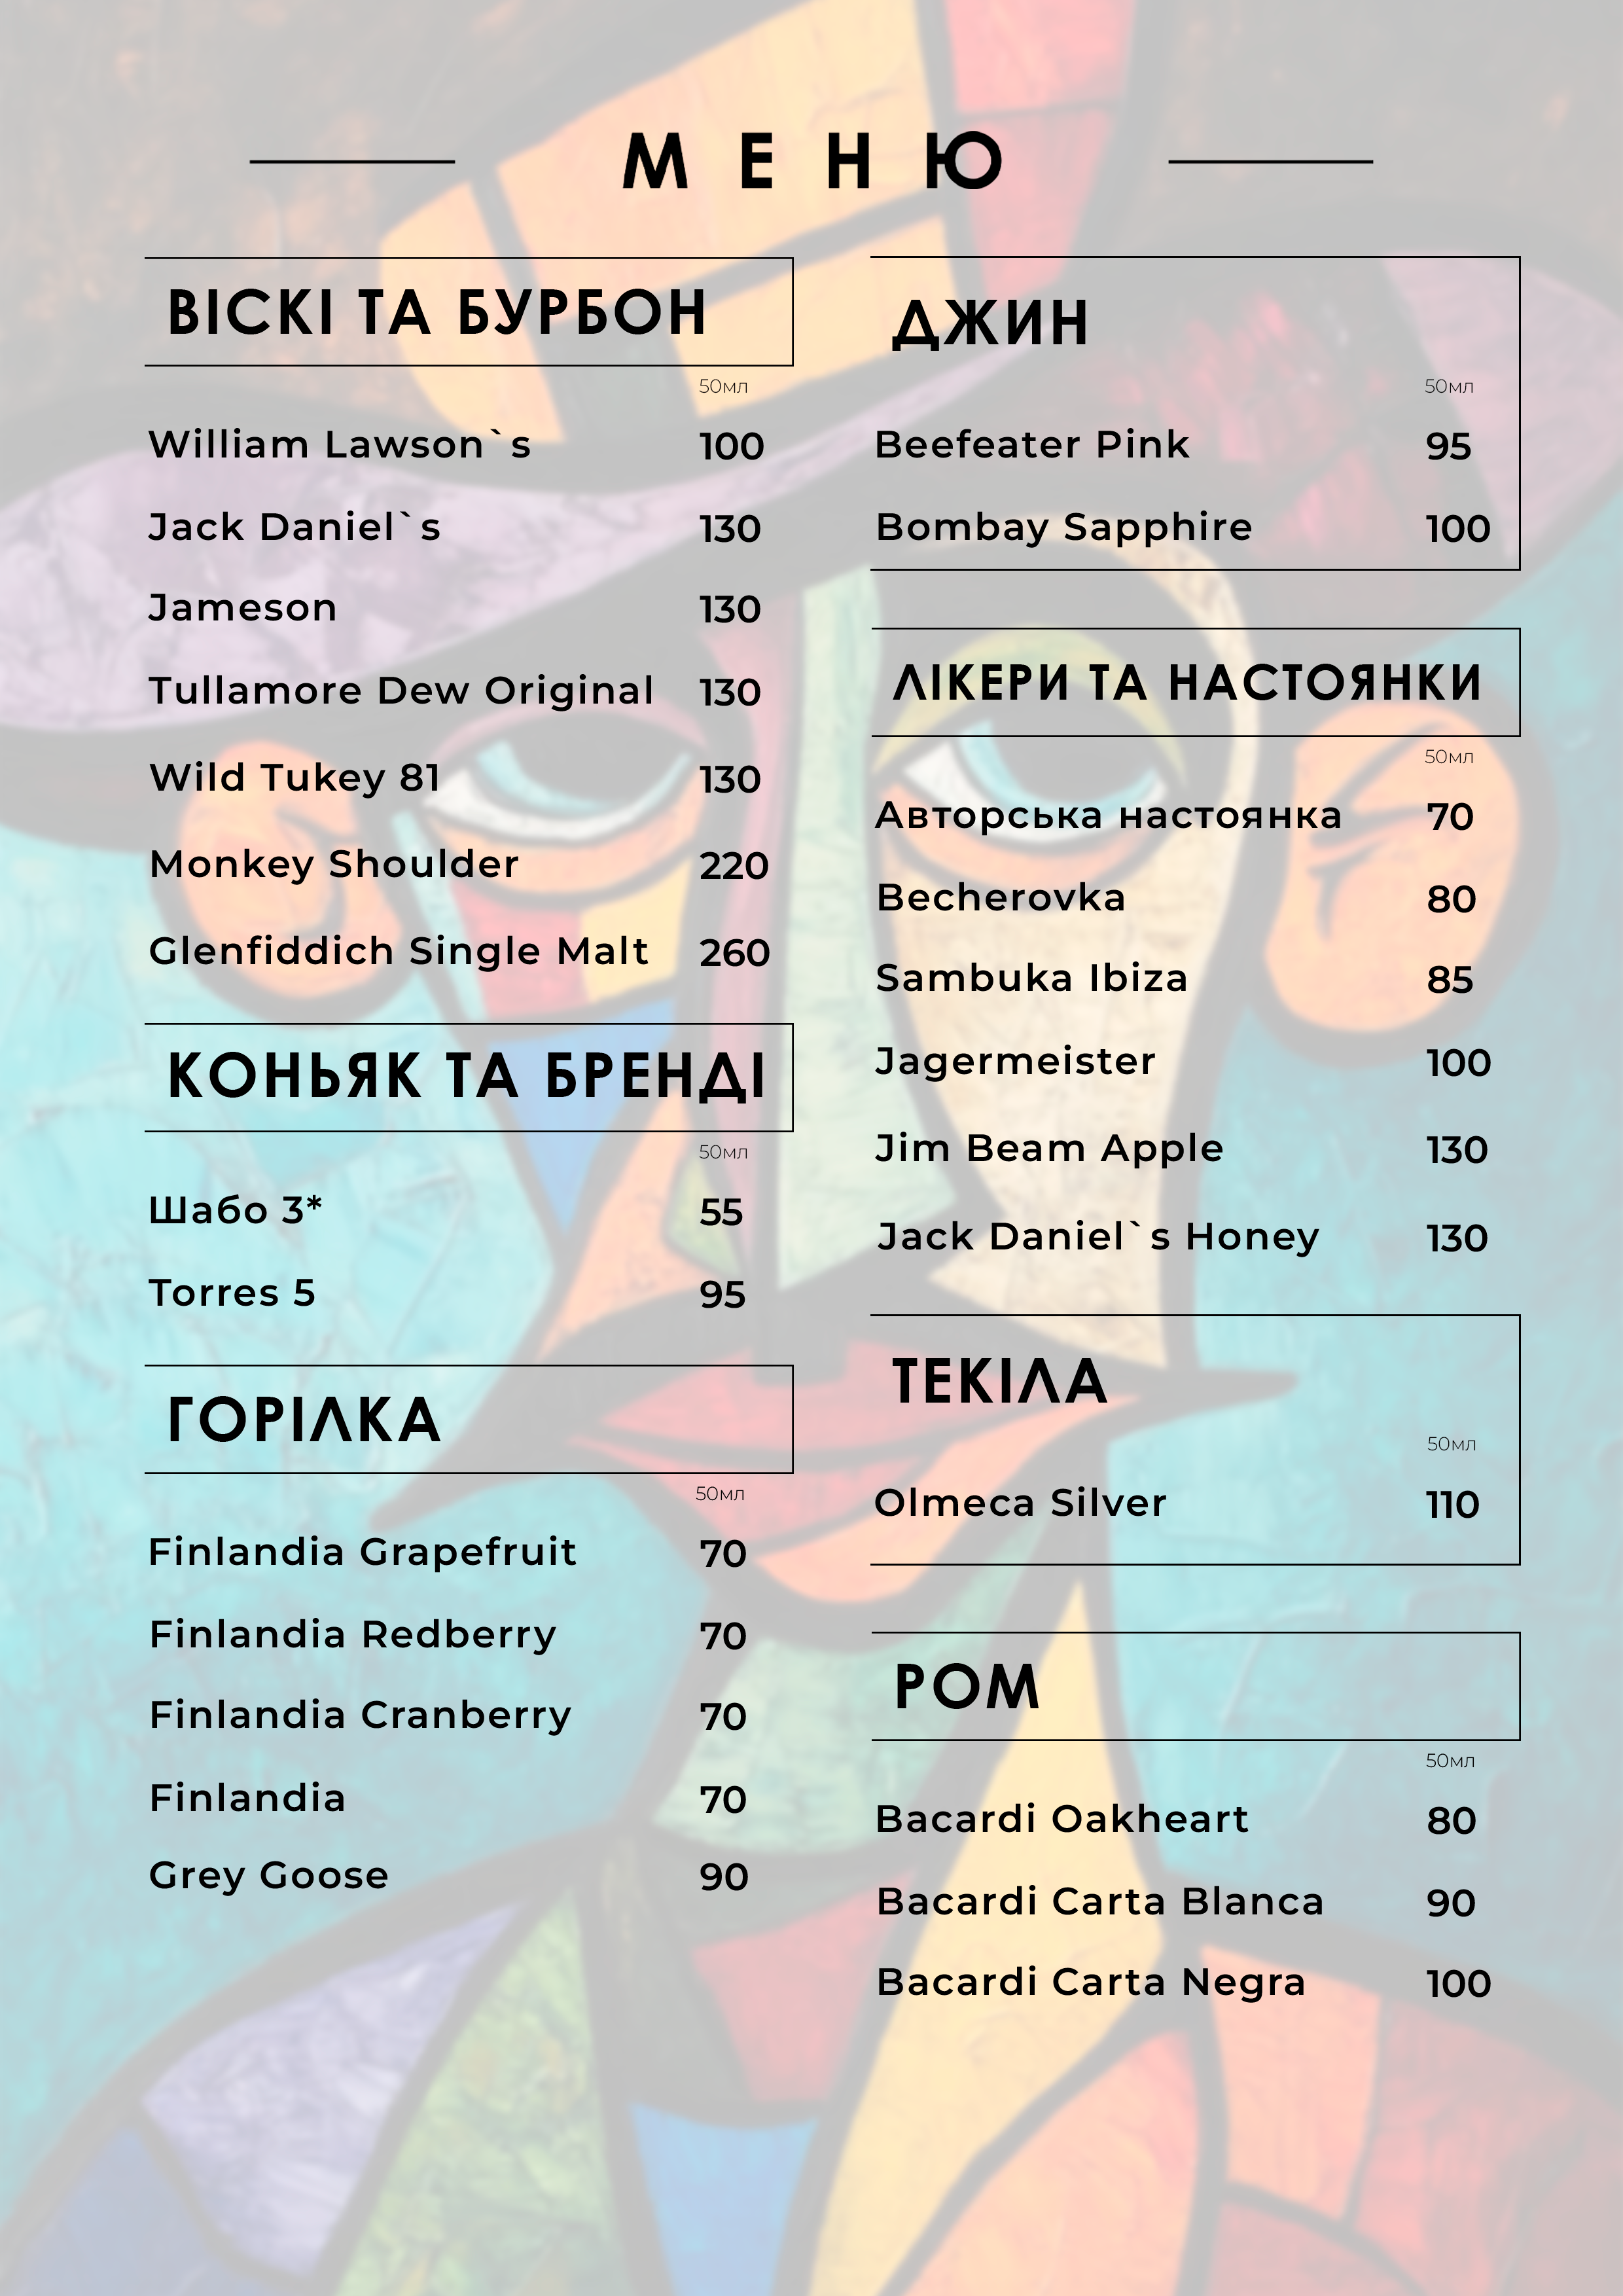 МЕНЮ
ВІСКІ ТА БУРБОН
50мл
William Lawson`s 100
Jack Daniel`s 130
Jameson 130
Tullamore Dew Original 130
Wild Tukey 81 130
Monkey Shoulder 220
Glenfiddich Single Malt 260
КОНЬЯК ТА БРЕНДІ
50мл
Шабо 3* 55
Torres 5 95
ГОРІЛКА
50мл
Finlandia Grapefruit 70
Finlandia Redberry 70
Finlandia Cranberry 70
Finlandia 70
Grey Goose 90
ДЖИН
50мл
Beefeater Pink 95
Bombay Sapphire 100
ЛІКЕРИ ТА НАСТОЯНКИ
50мл
Авторська настоянка 70
Becherovka 80
Sambuka Ibiza 85
Jagermeister 100
Jim Beam Apple 130
Jack Daniel`s Honey 130
ТЕКІЛА
50мл
Olmeca Silver 110
РОМ
50мл
Bacardi Oakheart 80
Bacardi Carta Blanca 90
Bacardi Carta Negra 100